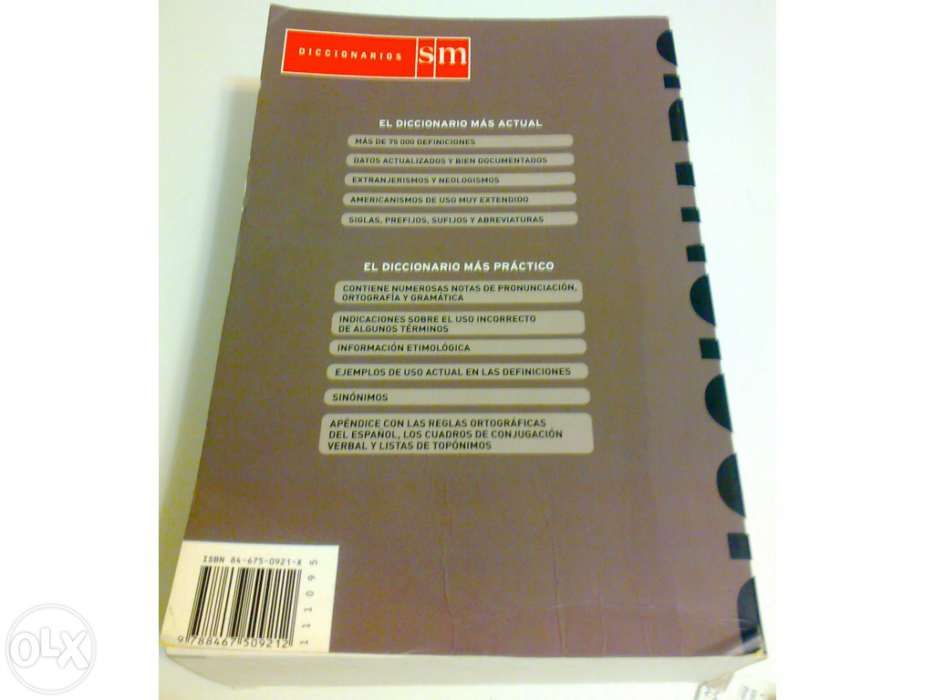 DICCIONARIOS sm
EL DICCIONARIO MÁS ACTUAL
MÁS DE 75 000 DEFINICIONES
DATOS ACTUALIZADOS Y BIEN DOCUMENTADOS
EXTRANJERISMOS Y NEOLOGISMOS
AMERICANISMOS DE USO MUY EXTENDIDO
SIGLAS, PREFIJOS, SUFIJOS Y ABREVIATURAS
EL DICCIONARIO MÁS PRÁCTICO
CONTIENE NUMEROSAS NOTAS DE PRONUNCIACIÓN,
ORTOGRAFÍA Y GRAMÁTICA
INDICACIONES SOBRE EL USO INCORRECTO
DE ALGUNOS TÉRMINOS
INFORMACIÓN ETIMOLÓGICA
EJEMPLOS DE USO ACTUAL EN LAS DEFINICIONES
SINÓNIMOS
APÉNDICE CON LAS REGLAS ORTOGRÁFICAS
DEL ESPAÑOL, LOS CUADROS DE CONJUGACIÓN
VERBAL Y LISTAS DE TOPÓNIMOS
ISBN 84-675-0921-X
111095
9788467509212
OLX